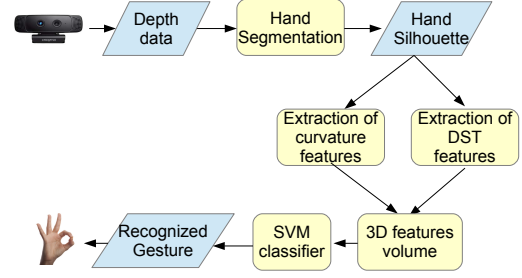 Depth
data
Hand
Segmentation
Hand
Silhouette
Extraction of
curvature
features
Extraction of
DST
features
Recognized
Gesture
SVM
classifier
3D features
volume